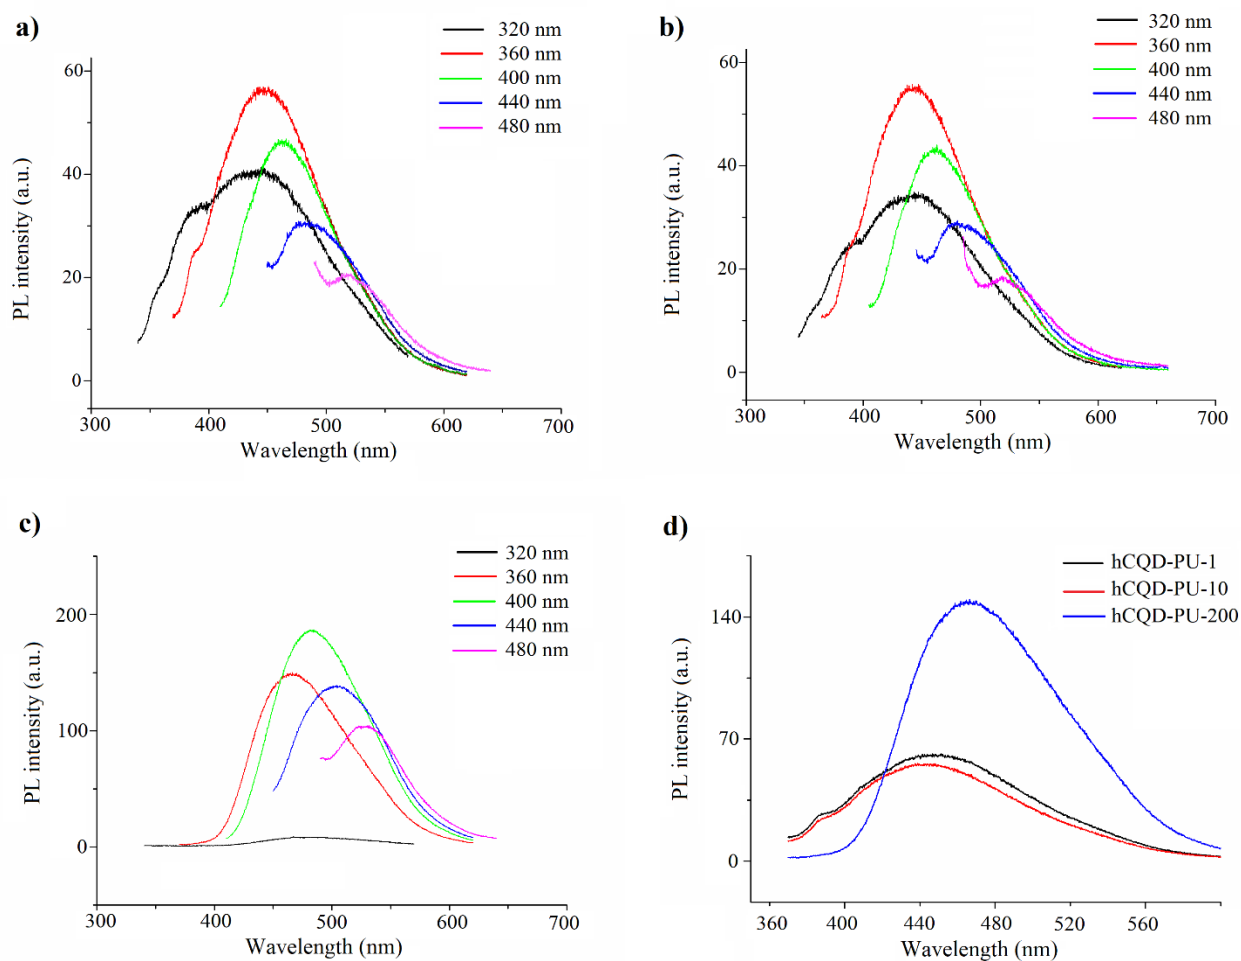 a)
320 nm
360 nm
400 nm
440 nm
480 nm
60
40
20
0
300
400
500
600
700
PL intensity (a.u.)
Wavelength (nm)
b)
320 nm
360 nm
400 nm
440 nm
480 nm
60
40
20
0
300
400
500
600
700
PL intensity (a.u.)
Wavelength (nm)
c)
320 nm
360 nm
400 nm
440 nm
480 nm
200
100
0
300
400
500
600
700
PL intensity (a.u.)
Wavelength (nm)
d)
hCQD-PU-1
hCQD-PU-10
hCQD-PU-200
140
70
0
360
400
440
480
520
560
PL intensity (a.u.)
Wavelength (nm)